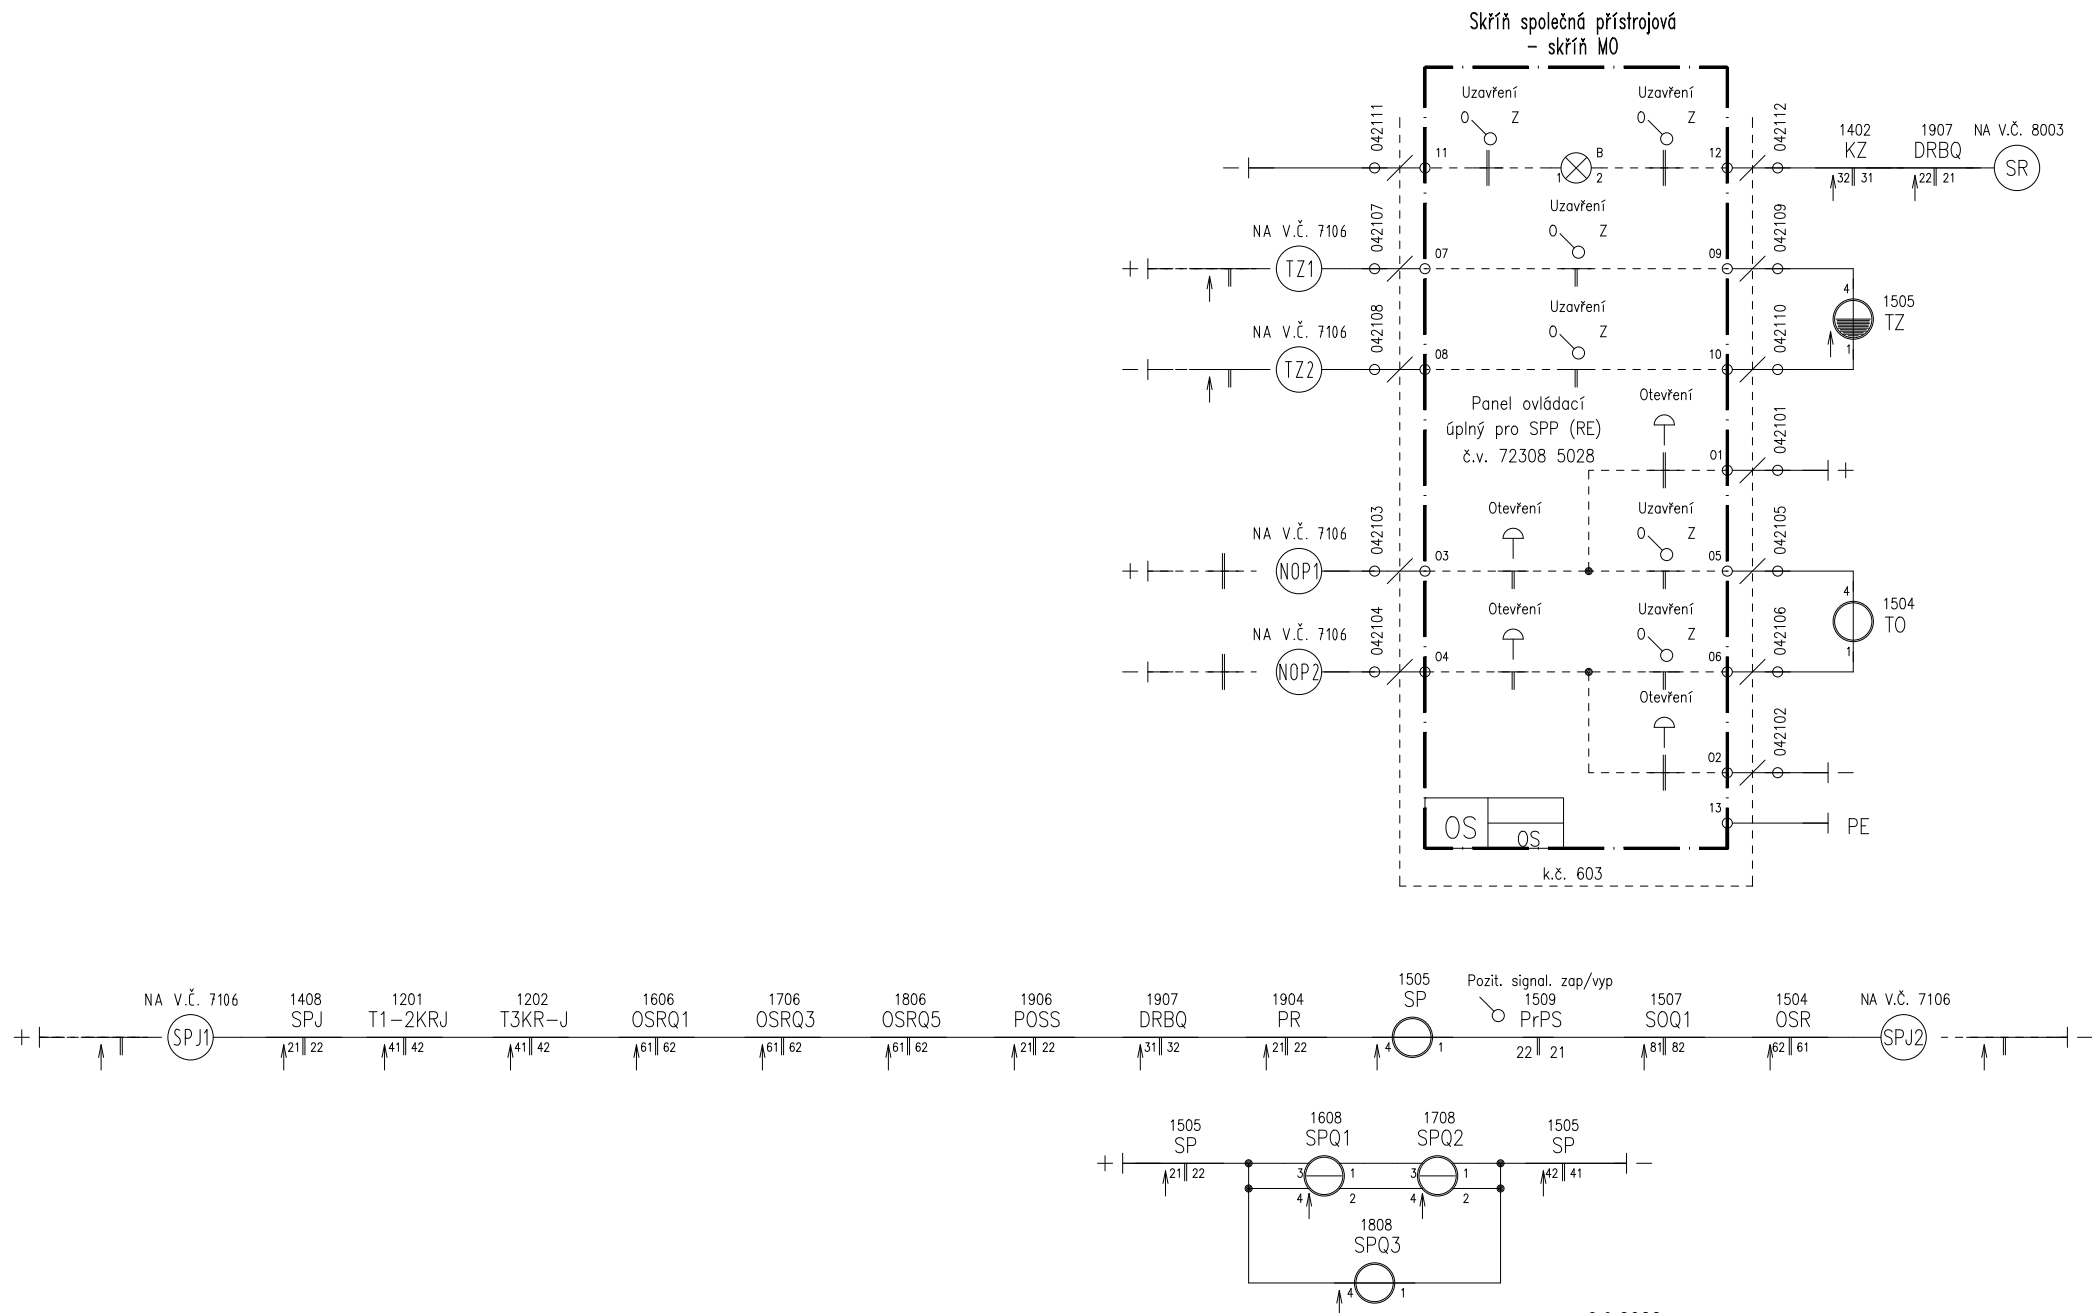 Skříň společná přístrojová
– skříň MO
Uzavření
O Z
Uzavření
O Z
042111
11
1
B
2
12
042112
1402
KZ
32 31
1907
DRBQ
22 21
NA V.Č. 8003
SR
–
Uzavření
O Z
NA V.Č. 7106
+
TZ1
042107
07
09
042109
4
1505
TZ
1
Uzavření
O Z
NA V.Č. 7106
–
TZ2
042108
08
10
042110
Panel ovládací
úplný pro SPP (RE)
č.v. 72308 5028
Otevření
01
042101
+
Otevření
Uzavření
O Z
NA V.Č. 7106
+
NOP1
042103
03
05
042105
4
1504
TO
1
Otevření
Uzavření
O Z
NA V.Č. 7106
–
NOP2
042104
04
06
042106
Otevření
02
042102
–
13
PE
OS
OS
k.č. 603
+
NA V.Č. 7106
SPJ1
1408
SPJ
21 22
1201
T1–2KRJ
41 42
1202
T3KR–J
41 42
1606
OSRQ1
61 62
1706
OSRQ3
61 62
1806
OSRQ5
61 62
1906
POSS
21 22
1907
DRBQ
31 32
1904
PR
21 22
1505
SP
4 1
Pozit. signal. zap/vyp
1509
PrPS
22 21
1507
SOQ1
81 82
1504
OSR
62 61
NA V.Č. 7106
SPJ2
–
+
1505
SP
21 22
1608
SPQ1
3 1
4 2
1708
SPQ2
3 1
4 2
1505
SP
42 41
–
1808
SPQ3
4 1